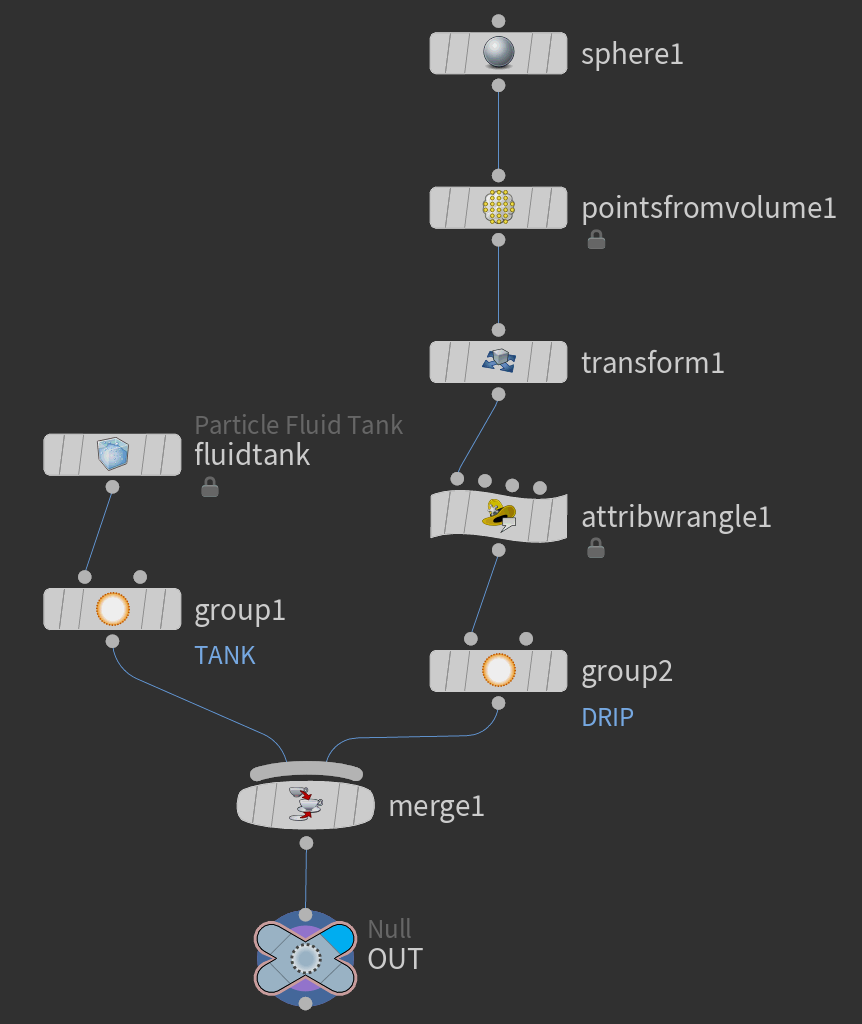 sphere1
pointsfromvolume1
transform1
Particle Fluid Tank
fluidtank
attribwrangle1
group1
TANK
group2
DRIP
merge1
Null
OUT